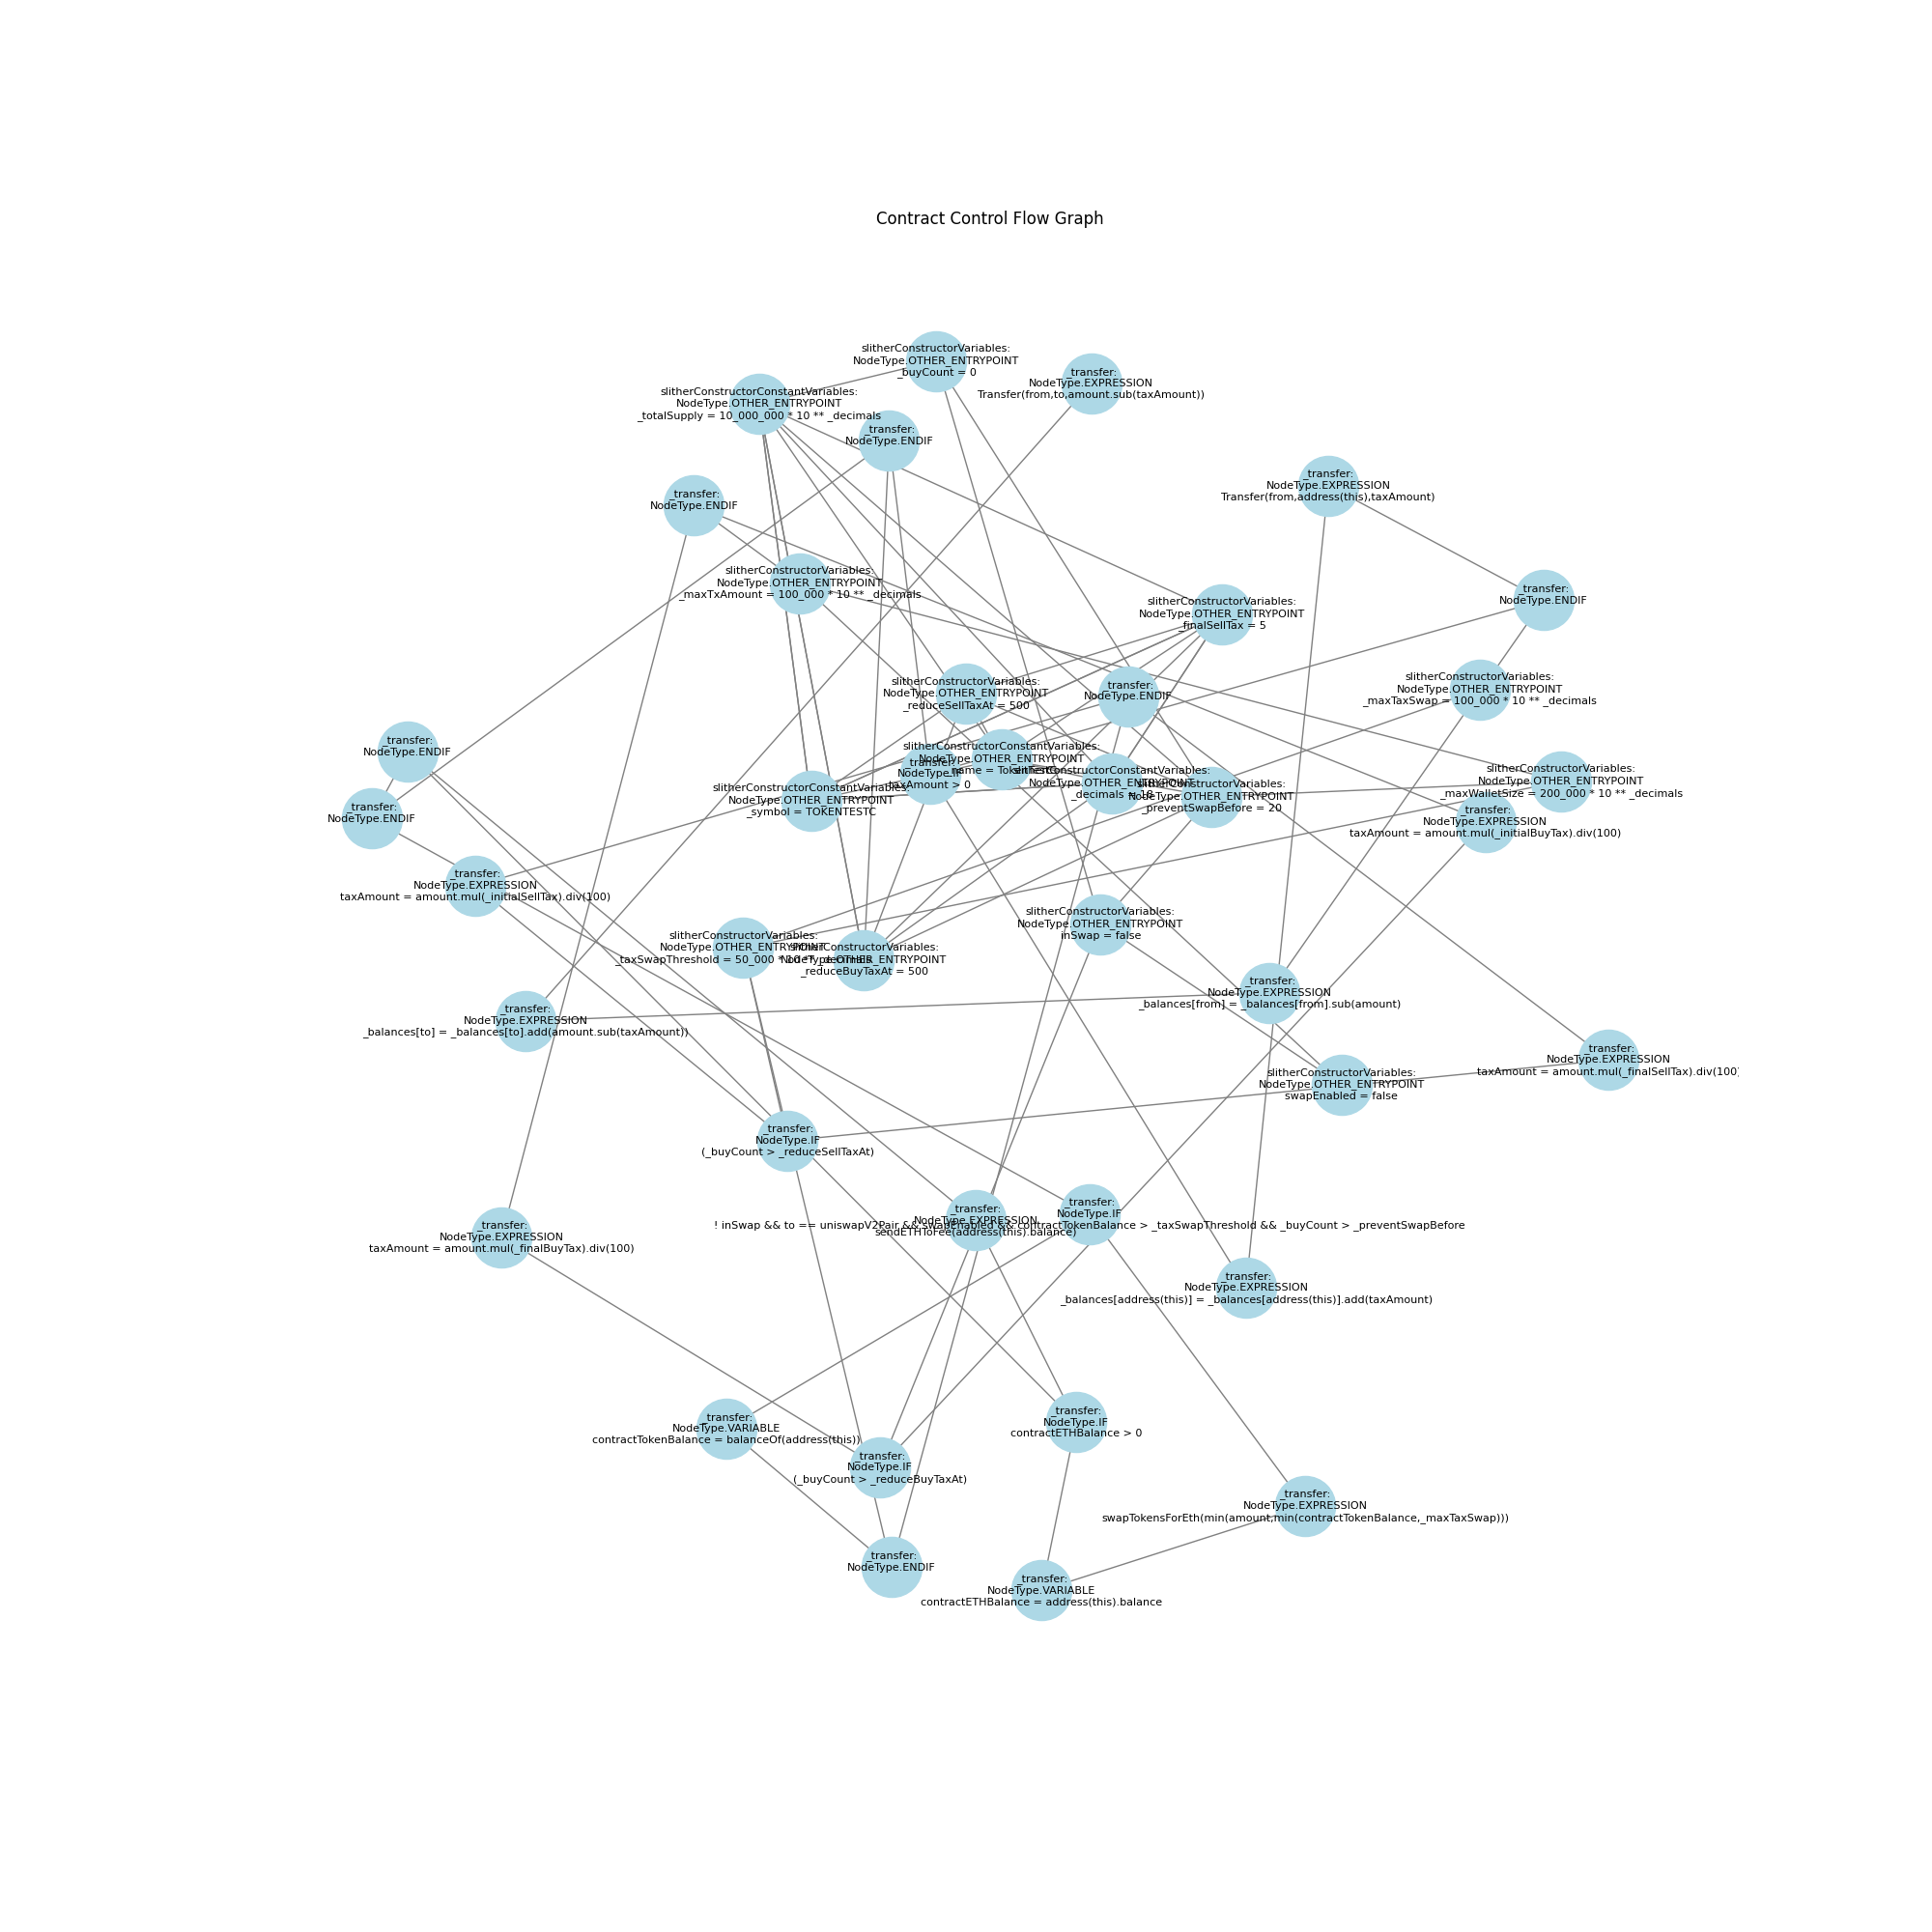 Contract Control Flow Graph
slitherConstructorVariables:
NodeType.OTHER_ENTRYPOINT
_buyCount = 0
_transfer:
NodeType.EXPRESSION
Transfer(from,to,amount.sub(taxAmount))
slitherConstructorConstantVariables:
NodeType.OTHER_ENTRYPOINT
_totalSupply = 10_000_000 * 10 ** _decimals
_transfer:
NodeType.ENDIF
_transfer:
NodeType.EXPRESSION
Transfer(from,address(this),taxAmount)
_transfer:
NodeType.ENDIF
slitherConstructorVariables:
NodeType.OTHER_ENTRYPOINT
_maxTxAmount = 100_000 * 10 ** _decimals
_transfer:
NodeType.ENDIF
slitherConstructorVariables:
NodeType.OTHER_ENTRYPOINT
_finalSellTax = 5
slitherConstructorVariables:
NodeType.OTHER_ENTRYPOINT
_reduceSellTaxAt = 500
_transfer:
NodeType.ENDIF
slitherConstructorVariables:
NodeType.OTHER_ENTRYPOINT
_maxTaxSwap = 100_000 * 10 ** _decimals
_transfer:
NodeType.ENDIF
slitherConstructorConstantVariables:
NodeType.OTHER_ENTRYPOINT
_name =
_transfer:
NodeType.IF
taxAmount > 0
slitherConstructorConstantVariables:
NodeType.OTHER_ENTRYPOINT
_decimals = 18
slitherConstructorVariables:
NodeType.OTHER_ENTRYPOINT
_preventSwapBefore = 20
slitherConstructorVariables:
NodeType.OTHER_ENTRYPOINT
_maxWalletSize = 200_000 * 10 ** _decimals
slitherConstructorConstantVariables:
NodeType.OTHER_ENTRYPOINT
_symbol = TOKENTESTC
_transfer:
NodeType.ENDIF
_transfer:
NodeType.EXPRESSION
taxAmount = amount.mul(_initialBuyTax).div(100)
_transfer:
NodeType.EXPRESSION
taxAmount = amount.mul(_initialSellTax).div(100)
slitherConstructorVariables:
NodeType.OTHER_ENTRYPOINT
inSwap = false
slitherConstructorVariables:
NodeType.OTHER_ENTRYPOINT
_taxSwapThreshold = 50_000 * 10 ** _decimals
slitherConstructorVariables:
NodeType.OTHER_ENTRYPOINT
_reduceBuyTaxAt = 500
_transfer:
NodeType.EXPRESSION
_balances[from] = _balances[from].sub(amount)
_transfer:
NodeType.EXPRESSION
_balances[to] = _balances[to].add(amount.sub(taxAmount))
_transfer:
NodeType.EXPRESSION
taxAmount = amount.mul(_finalSellTax).div(100)
slitherConstructorVariables:
NodeType.OTHER_ENTRYPOINT
swapEnabled = false
_transfer:
NodeType.IF
(_buyCount > _reduceSellTaxAt)
_transfer:
NodeType.IF
! inSwap && to == uniswapV2Pair && swapEnabled && contractTokenBalance > _taxSwapThreshold && _buyCount > _preventSwapBefore
_transfer:
NodeType.EXPRESSION
sendETHToFee(address(this).balance)
_transfer:
NodeType.EXPRESSION
taxAmount = amount.mul(_finalBuyTax).div(100)
_transfer:
NodeType.EXPRESSION
_balances[address(this)] = _balances[address(this)].add(taxAmount)
_transfer:
NodeType.IF
contractETHBalance > 0
_transfer:
NodeType.VARIABLE
contractTokenBalance = balanceOf(address(this))
_transfer:
NodeType.IF
(_buyCount > _reduceBuyTaxAt)
_transfer:
NodeType.EXPRESSION
swapTokensForEth(min(amount,min(contractTokenBalance,_maxTaxSwap)))
_transfer:
NodeType.ENDIF
_transfer:
NodeType.VARIABLE
contractETHBalance = address(this).balance